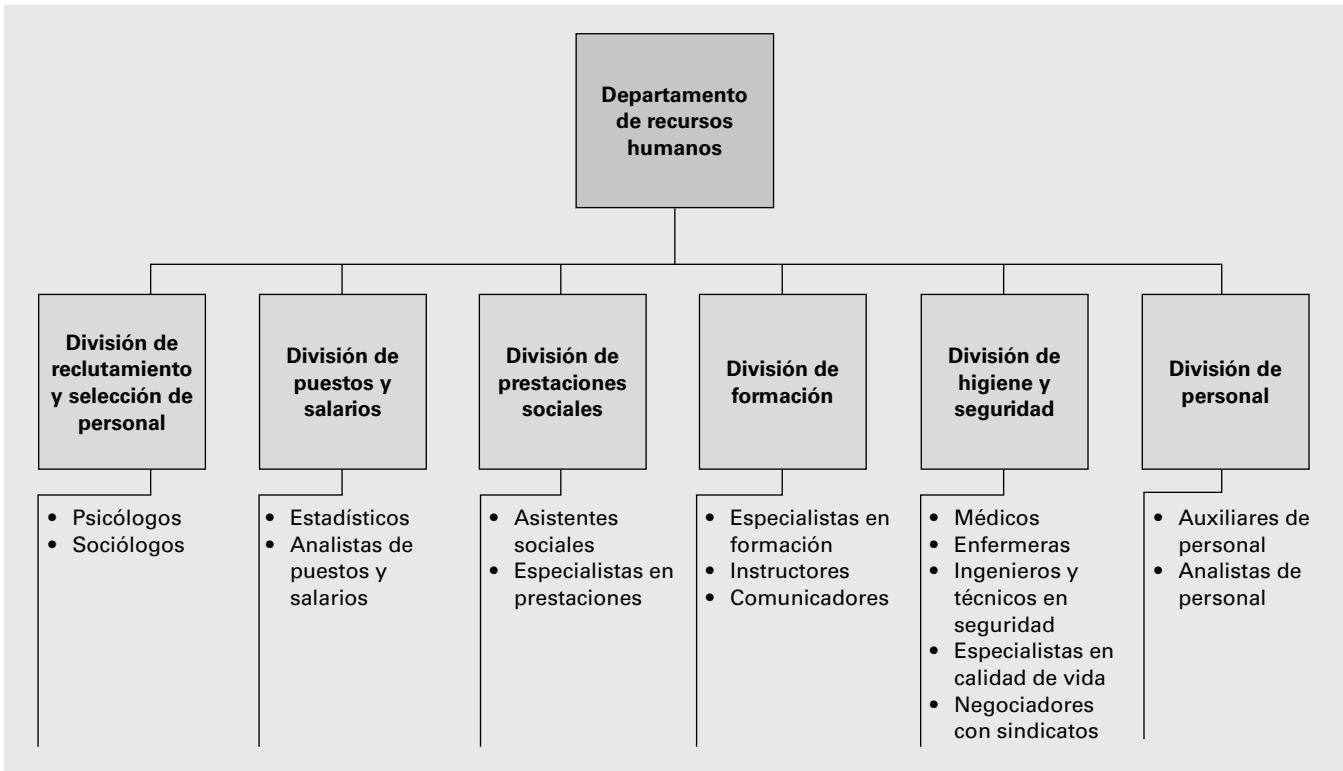 Departamento
de recursos
humanos
División de
reclutamiento
y selección de
personal
División de
puestos y
salarios
División de
prestaciones
sociales
División de
formación
División de
higiene y
seguridad
División de
personal
• Psicólogos
• Sociólogos
• Estadísticos
• Analistas de
puestos y
salarios
• Asistentes
sociales
• Especialistas en
prestaciones
• Especialistas en
formación
• Instructores
• Comunicadores
• Médicos
• Enfermeras
• Ingenieros y
técnicos en
seguridad
• Especialistas en
calidad de vida
• Negociadores
con sindicatos
• Auxiliares de
personal
• Analistas de
personal